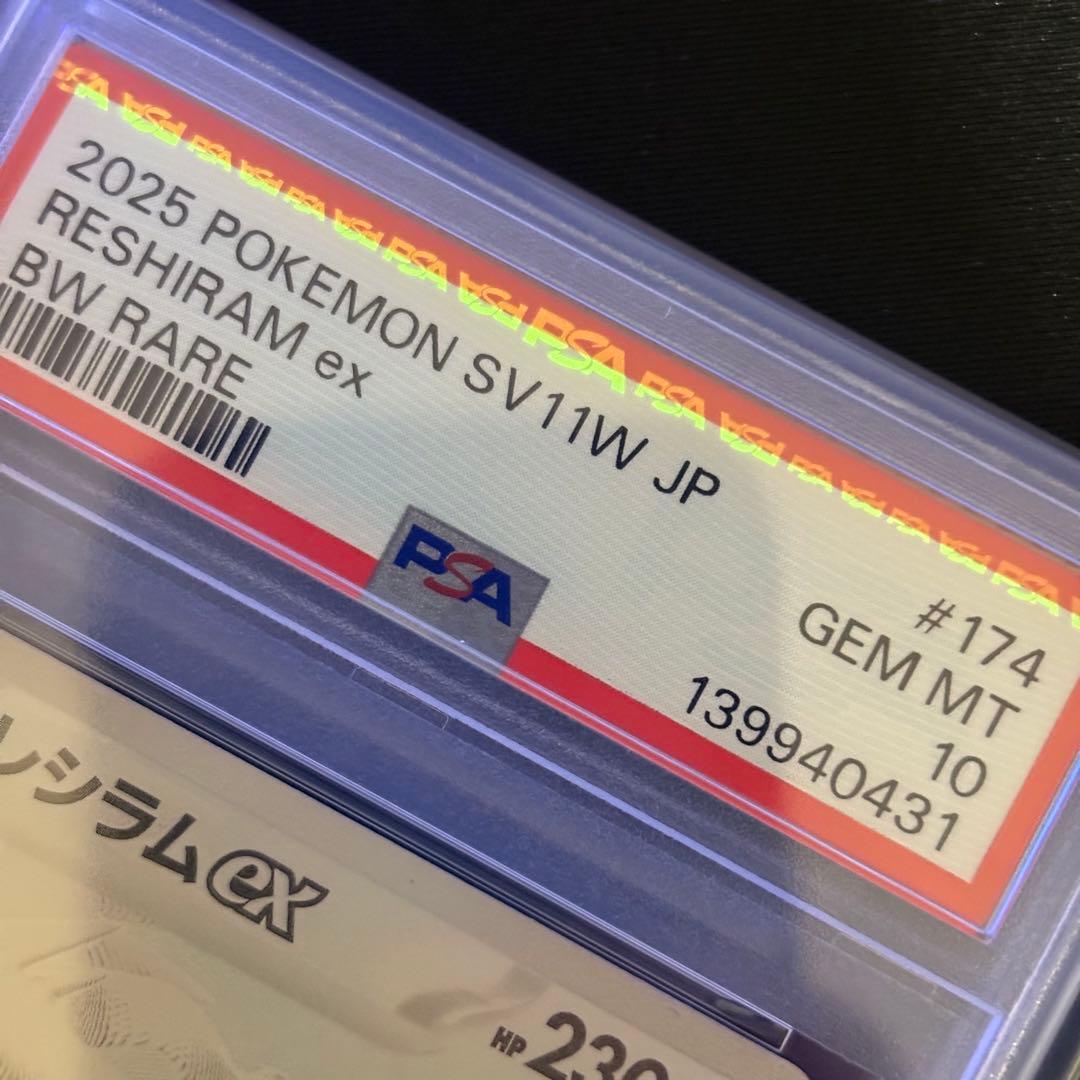 2025 POKEMON SV11W JP
RESHIRAM ex
BW RARE
#174
GEM MT
10
139940431
PSA
レシラムex
HP 230